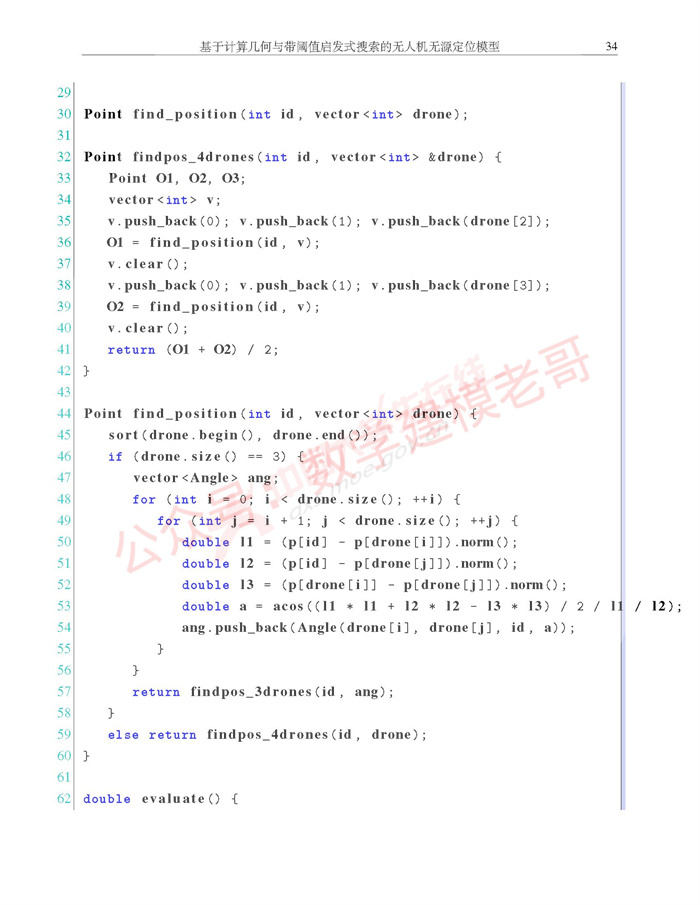 基于计算几何与带阈值启发式搜索的无人机无源定位模型 34
29
30 Point find_position(int id, vector<int> drone);
31
32 Point findpos_4drones(int id, vector<int> &drone) {
33 Point O1, O2, O3;
34 vector<int> v;
35 v.push_back(0); v.push_back(1); v.push_back(drone[2]);
36 O1 = find_position(id, v);
37 v.clear();
38 v.push_back(0); v.push_back(1); v.push_back(drone[3]);
39 O2 = find_position(id, v);
40 v.clear();
41 return (O1 + O2) / 2;
42 }
43
44 Point find_position(int id, vector<int> drone) {
45 sort(drone.begin(), drone.end());
46 if (drone.size() == 3) {
47 vector<Angle> ang;
48 for (int i = 0; i < drone.size(); ++i) {
49 for (int j = i + 1; j < drone.size(); ++j) {
50 double l1 = (p[id] - p[drone[i]]).norm();
51 double l2 = (p[id] - p[drone[j]]).norm();
52 double l3 = (p[drone[i]] - p[drone[j]]).norm();
53 double a = acos((l1 * l1 + l2 * l2 - l3 * l3) / 2 / l1 / l2);
54 ang.push_back(Angle(drone[i], drone[j], id, a));
55 }
56 }
57 return findpos_3drones(id, ang);
58 }
59 else return findpos_4drones(id, drone);
60 }
61
62 double evaluate() {
公众号:数学建模老哥